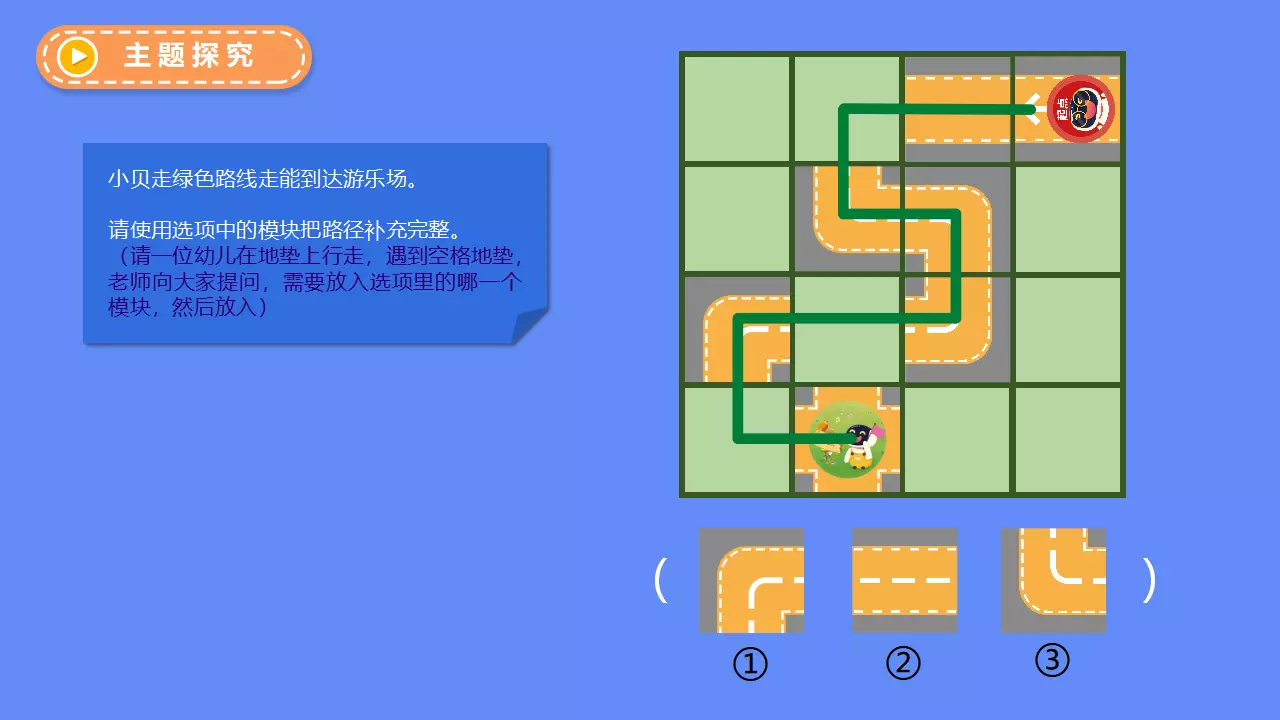 主题探究
小贝走绿色路线走能到达游乐场。
请使用选项中的模块把路径补充完整。
（请一位幼儿在地垫上行走，遇到空格地垫，
老师向大家提问，需要放入选项里的哪一个
模块，然后放入）
起点
（ ）
① ② ③